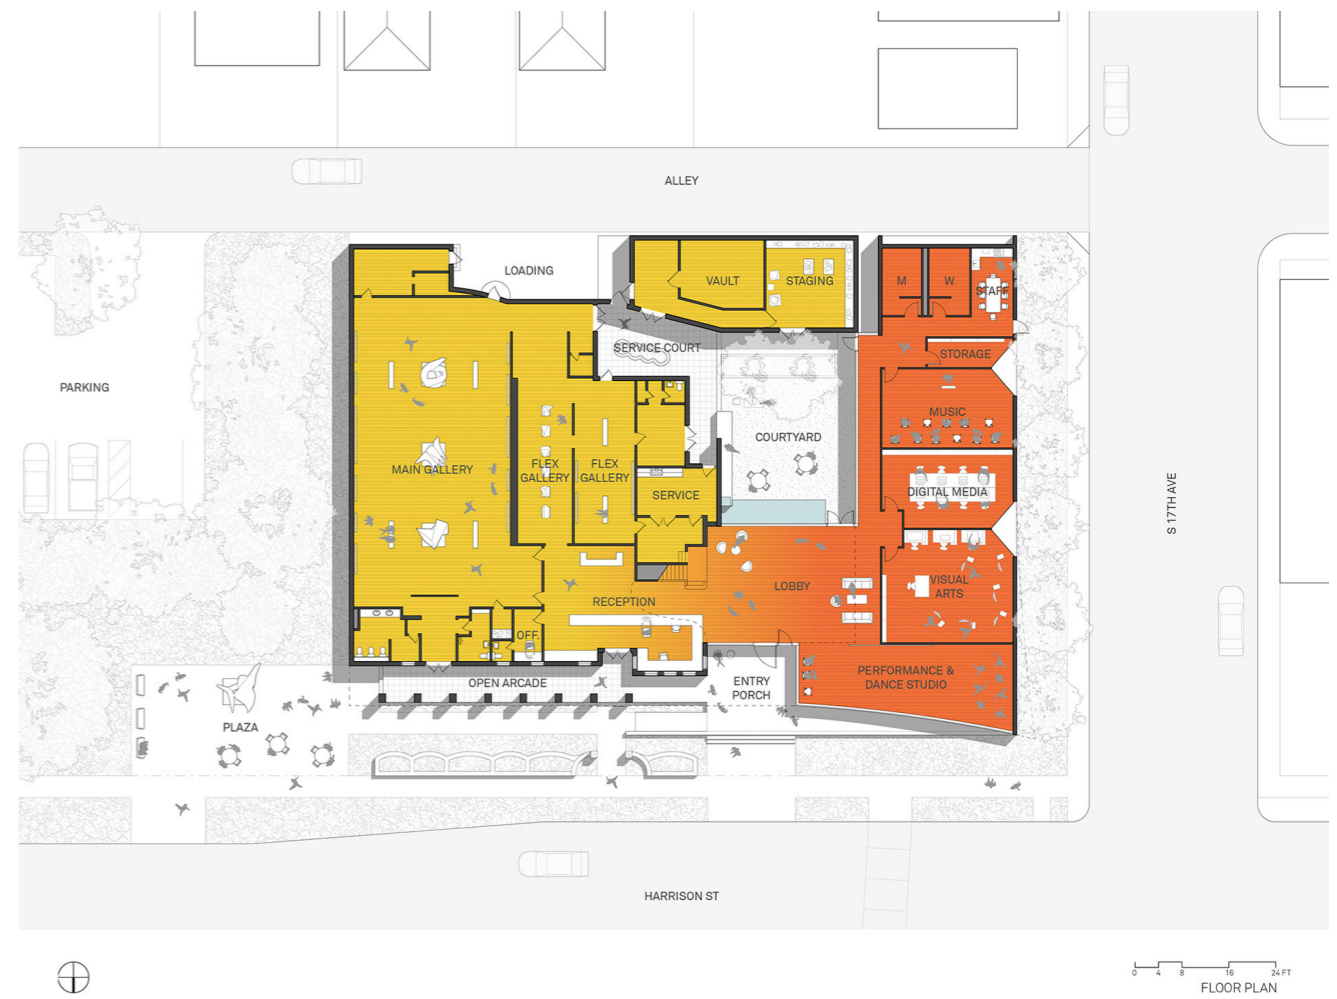 ALLEY
S 17TH AVE
LOADING
VAULT
STAGING
M
W
STAFF
SERVICE COURT
STORAGE
PARKING
MUSIC
COURTYARD
MAIN GALLERY
FLEX
GALLERY
FLEX
GALLERY
SERVICE
DIGITAL MEDIA
LOBBY
VISUAL
ARTS
RECEPTION
OFF.
OPEN ARCADE
ENTRY
PORCH
PERFORMANCE &
DANCE STUDIO
PLAZA
HARRISON ST
0 4 8 16 24 FT
FLOOR PLAN